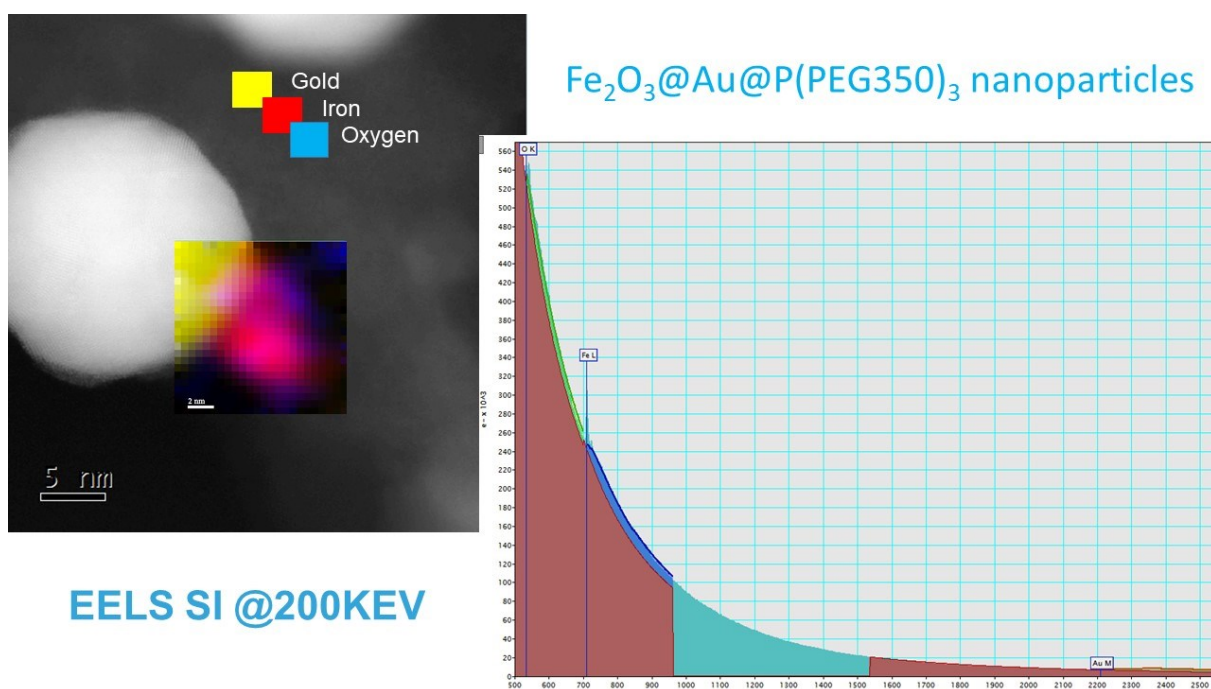 Gold
Iron
Oxygen
2 nm
5 nm
EELS SI @200KEV
Fe₂O₃@Au@P(PEG350)₃ nanoparticles
O K
Fe L
Au M
e- x 10^3
560
540
520
500
480
460
440
420
400
380
360
340
320
300
280
260
240
220
200
180
160
140
120
100
80
60
40
20
0
500 600 700 800 900 1000 1100 1200 1300 1400 1500 1600 1700 1800 1900 2000 2100 2200 2300 2400 2500